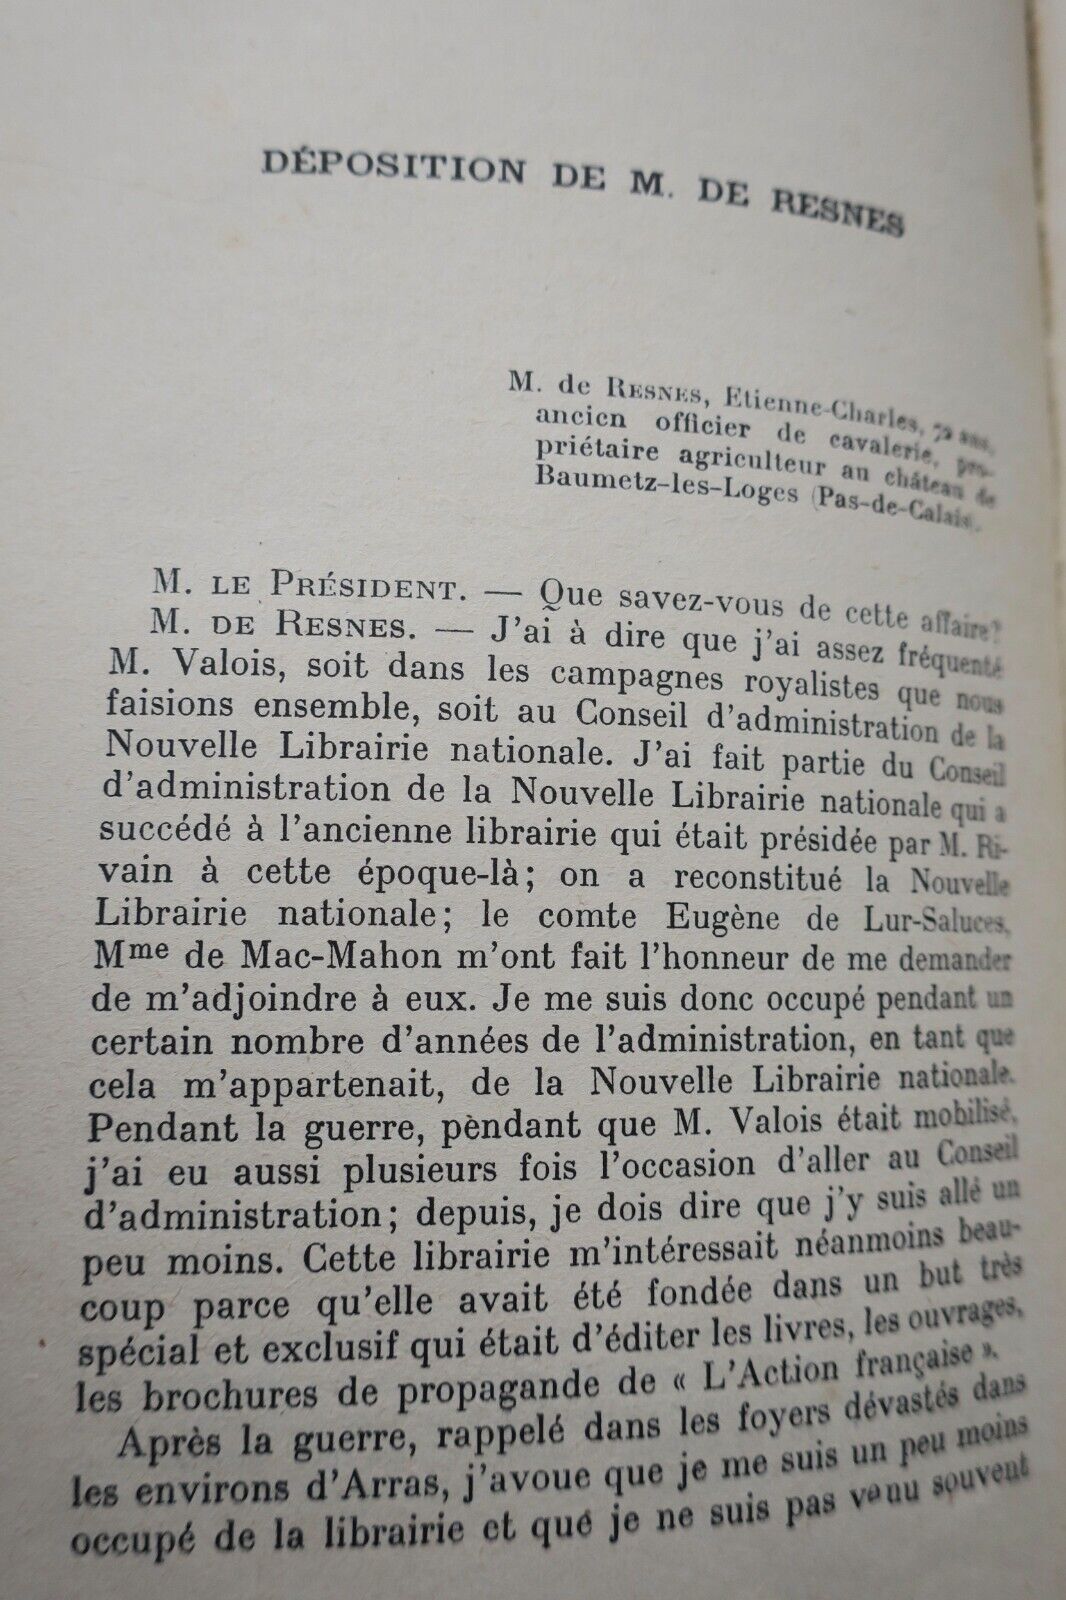 DÉPOSITION DE M. DE RESNES
M. de RESNES, Etienne-Charles, 72 ans,
ancien officier de cavalerie, pro-
priétaire agriculteur au château de
Baumetz-les-Loges (Pas-de-Calais).
M. LE PRÉSIDENT. — Que savez-vous de cette affaire?
M. DE RESNES. — J'ai à dire que j'ai assez fréquenté
M. Valois, soit dans les campagnes royalistes que nous
faisions ensemble, soit au Conseil d'administration de la
Nouvelle Librairie nationale. J'ai fait partie du Conseil
d'administration de la Nouvelle Librairie nationale qui a
succédé à l'ancienne librairie qui était présidée par M. Ri-
vain à cette époque-là; on a reconstitué la Nouvelle
Librairie nationale; le comte Eugène de Lur-Saluces,
Mme de Mac-Mahon m'ont fait l'honneur de me demander
de m'adjoindre à eux. Je me suis donc occupé pendant un
certain nombre d'années de l'administration, en tant que
cela m'appartenait, de la Nouvelle Librairie nationale.
Pendant la guerre, pèndant que M. Valois était mobilisé,
j'ai eu aussi plusieurs fois l'occasion d'aller au Conseil
d'administration; depuis, je dois dire que j'y suis allé un
peu moins. Cette librairie m'intéressait néanmoins beau-
coup parce qu'elle avait été fondée dans un but très
spécial et exclusif qui était d'éditer les livres, les ouvrages,
les brochures de propagande de « L'Action française ».
Après la guerre, rappelé dans les foyers dévastés dans
les environs d'Arras, j'avoue que je me suis un peu moins
occupé de la librairie et que je ne suis pas venu souvent